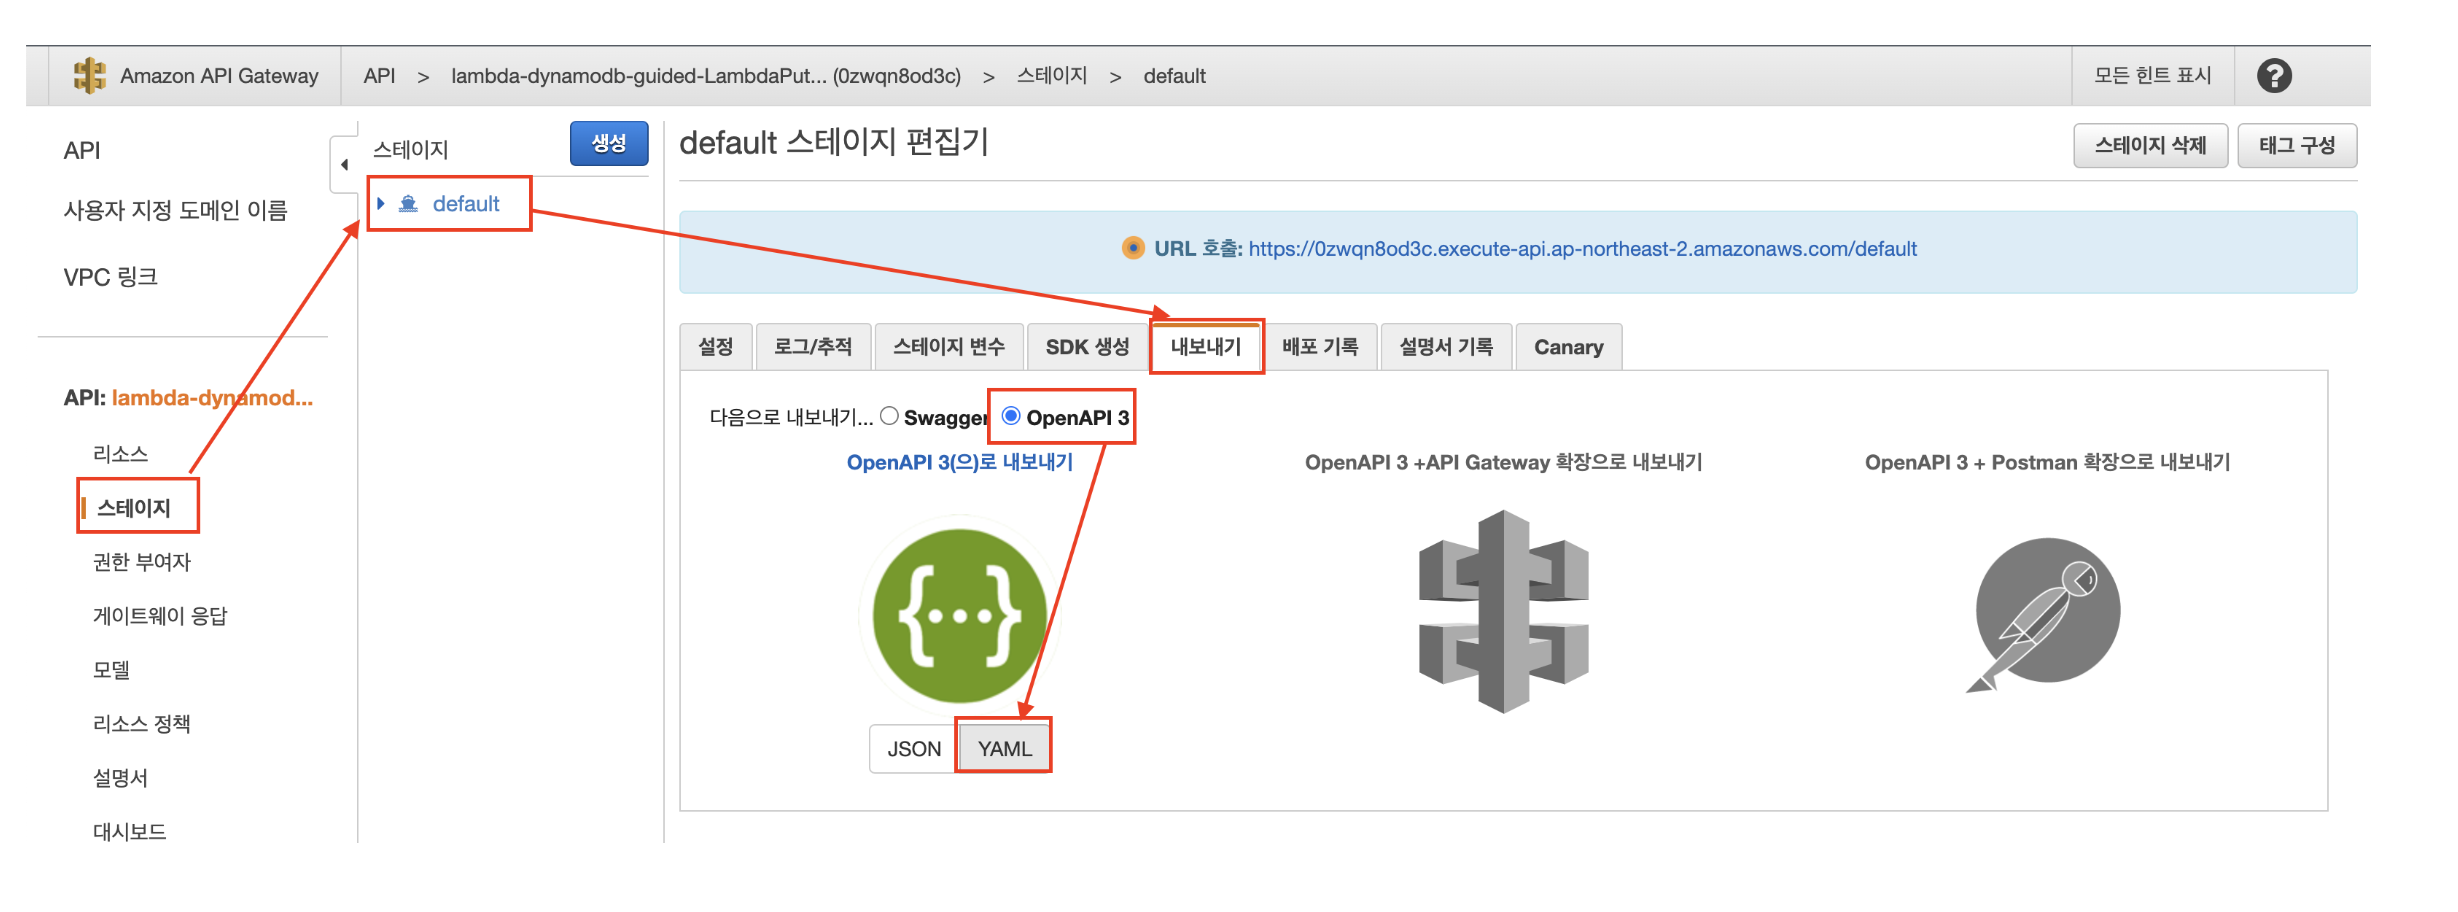 Amazon API Gateway API > lambda-dynamodb-guided-LambdaPut... (0zwqn8od3c) > 스테이지 > default 모든 힌트 표시 ?
API
사용자 지정 도메인 이름
VPC 링크
API: lambda-dynamod...
리소스
스테이지
권한 부여자
게이트웨이 응답
모델
리소스 정책
설명서
대시보드
스테이지 생성
default
default 스테이지 편집기 스테이지 삭제 태그 구성
URL 호출: https://0zwqn8od3c.execute-api.ap-northeast-2.amazonaws.com/default
설정 로그/추적 스테이지 변수 SDK 생성 내보내기 배포 기록 설명서 기록 Canary
다음으로 내보내기... Swagger OpenAPI 3
OpenAPI 3(으)로 내보내기 OpenAPI 3 +API Gateway 확장으로 내보내기 OpenAPI 3 + Postman 확장으로 내보내기
{...}
JSON YAML